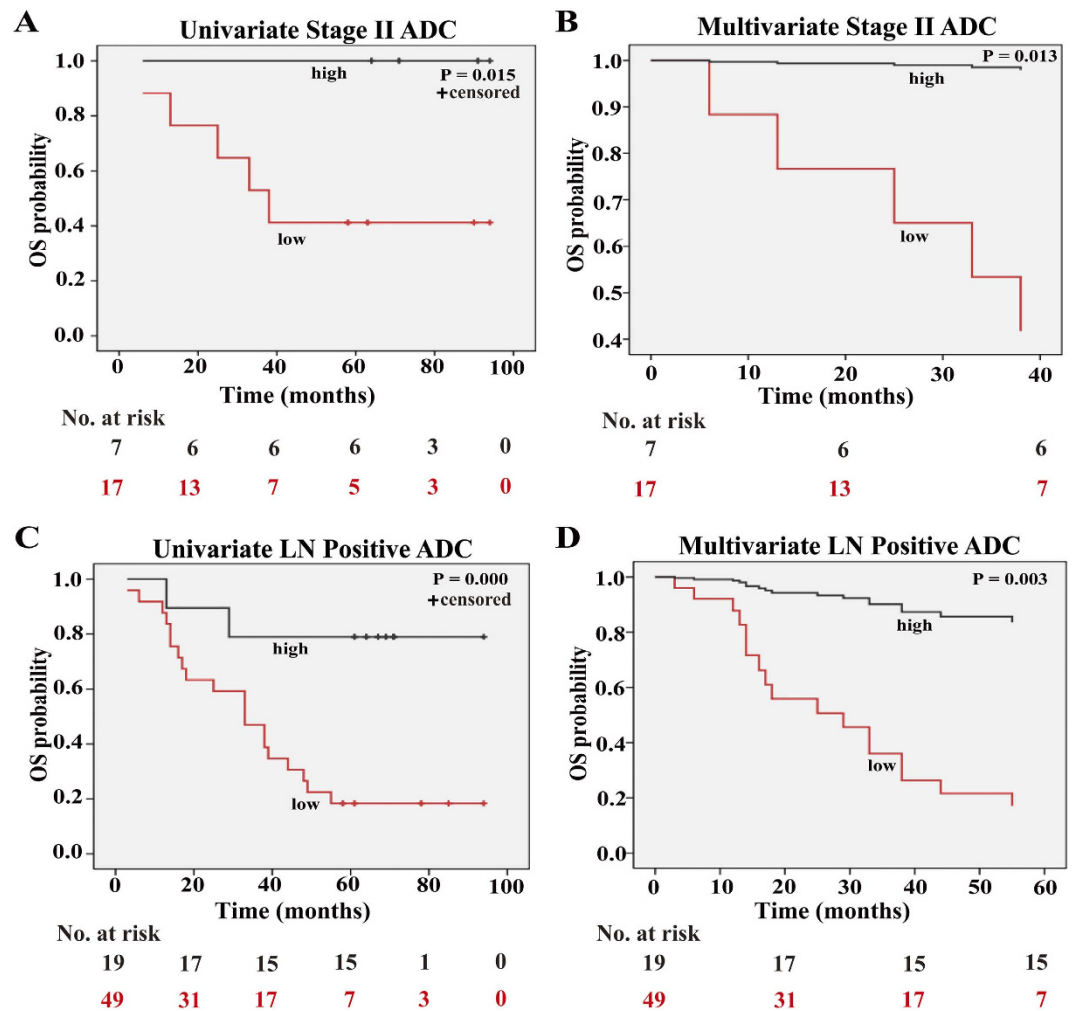 A
Univariate Stage II ADC
1.0
0.8
0.6
0.4
0.2
0.0
OS probability
high
P = 0.015
+censored
low
0 20 40 60 80 100
Time (months)
No. at risk
7 6 6 6 3 0
17 13 7 5 3 0
B
Multivariate Stage II ADC
1.0
0.9
0.8
0.7
0.6
0.5
0.4
OS probability
P = 0.013
high
low
0 10 20 30 40
Time (months)
7 6 6
17 13 7
C
Univariate LN Positive ADC
1.0
0.8
0.6
0.4
0.2
0.0
OS probability
P = 0.000
+censored
high
low
0 20 40 60 80 100
Time (months)
No. at risk
19 17 15 15 1 0
49 31 17 7 3 0
D
Multivariate LN Positive ADC
1.0
0.8
0.6
0.4
0.2
0.0
OS probability
P = 0.003
high
low
0 10 20 30 40 50 60
Time (months)
No. at risk
19 17 15 15
49 31 17 7